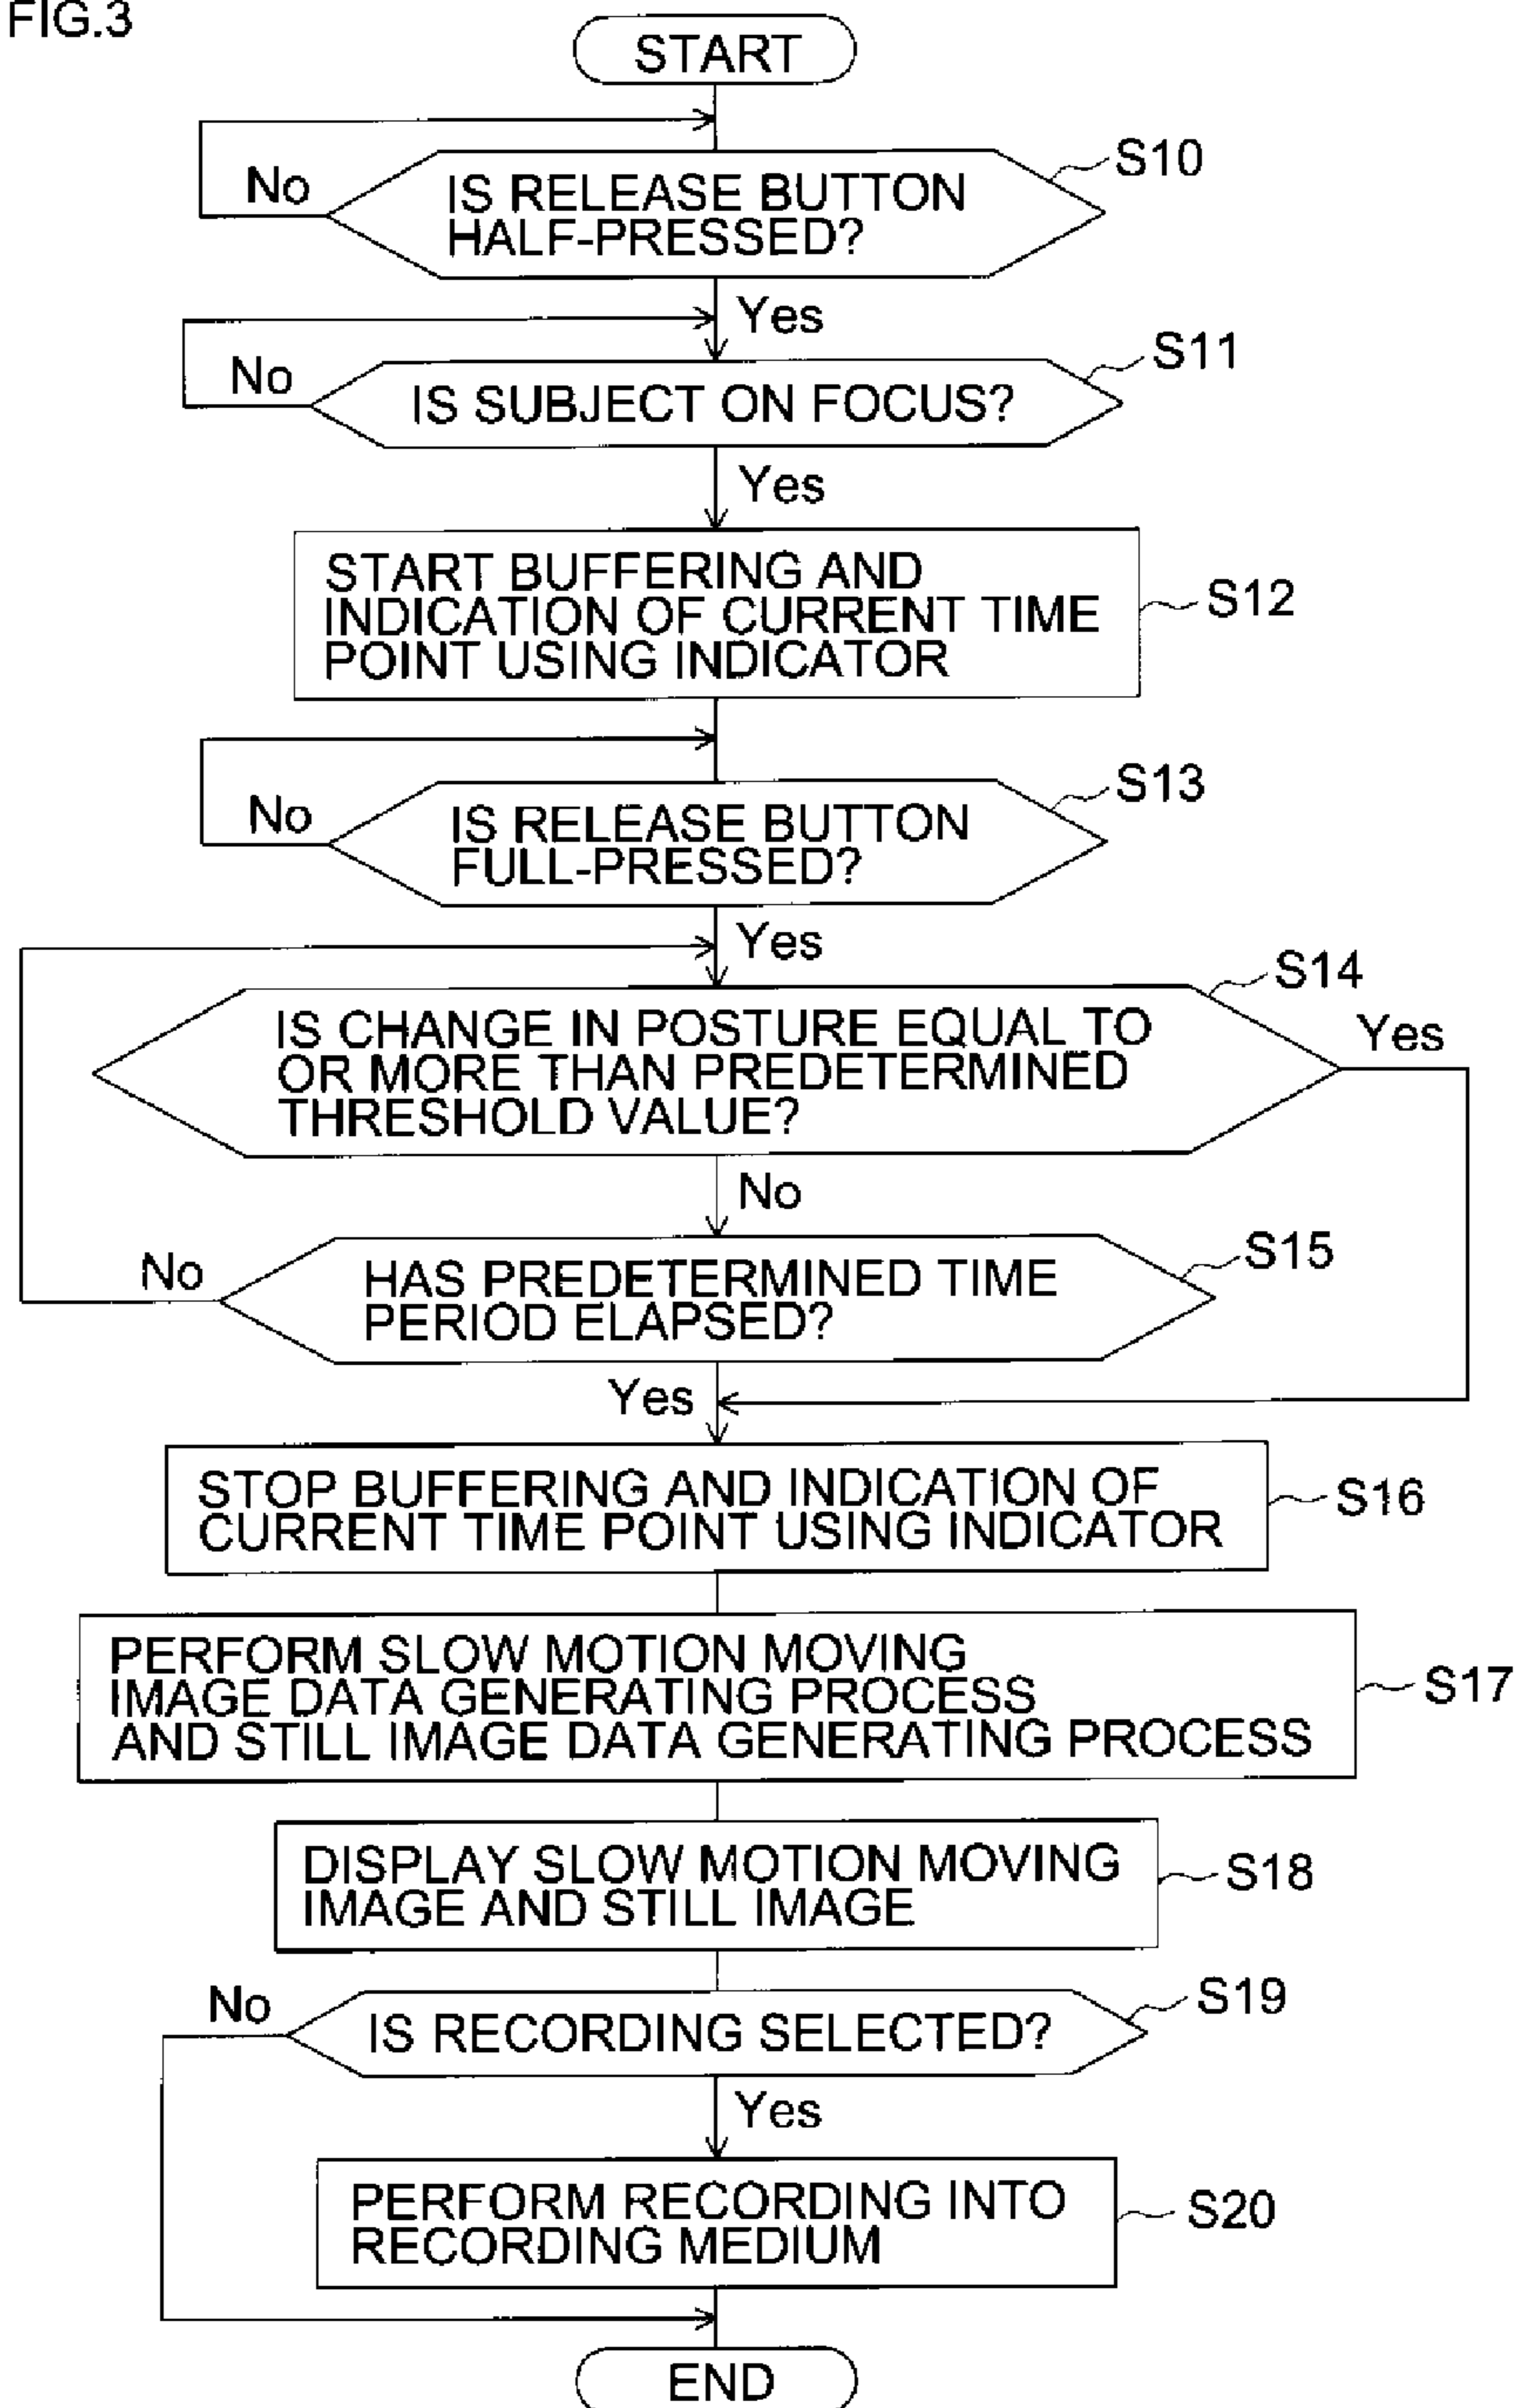 FIG.3
START
S10
No
IS RELEASE BUTTON
HALF-PRESSED?
Yes
S11
No
IS SUBJECT ON FOCUS?
Yes
START BUFFERING AND
INDICATION OF CURRENT TIME
POINT USING INDICATOR
S12
S13
No
IS RELEASE BUTTON
FULL-PRESSED?
Yes
S14
IS CHANGE IN POSTURE EQUAL TO
OR MORE THAN PREDETERMINED
THRESHOLD VALUE?
Yes
No
S15
No
HAS PREDETERMINED TIME
PERIOD ELAPSED?
Yes
STOP BUFFERING AND INDICATION OF
CURRENT TIME POINT USING INDICATOR
S16
PERFORM SLOW MOTION MOVING
IMAGE DATA GENERATING PROCESS
AND STILL IMAGE DATA GENERATING PROCESS
S17
DISPLAY SLOW MOTION MOVING
IMAGE AND STILL IMAGE
S18
S19
No
IS RECORDING SELECTED?
Yes
PERFORM RECORDING INTO
RECORDING MEDIUM
S20
END